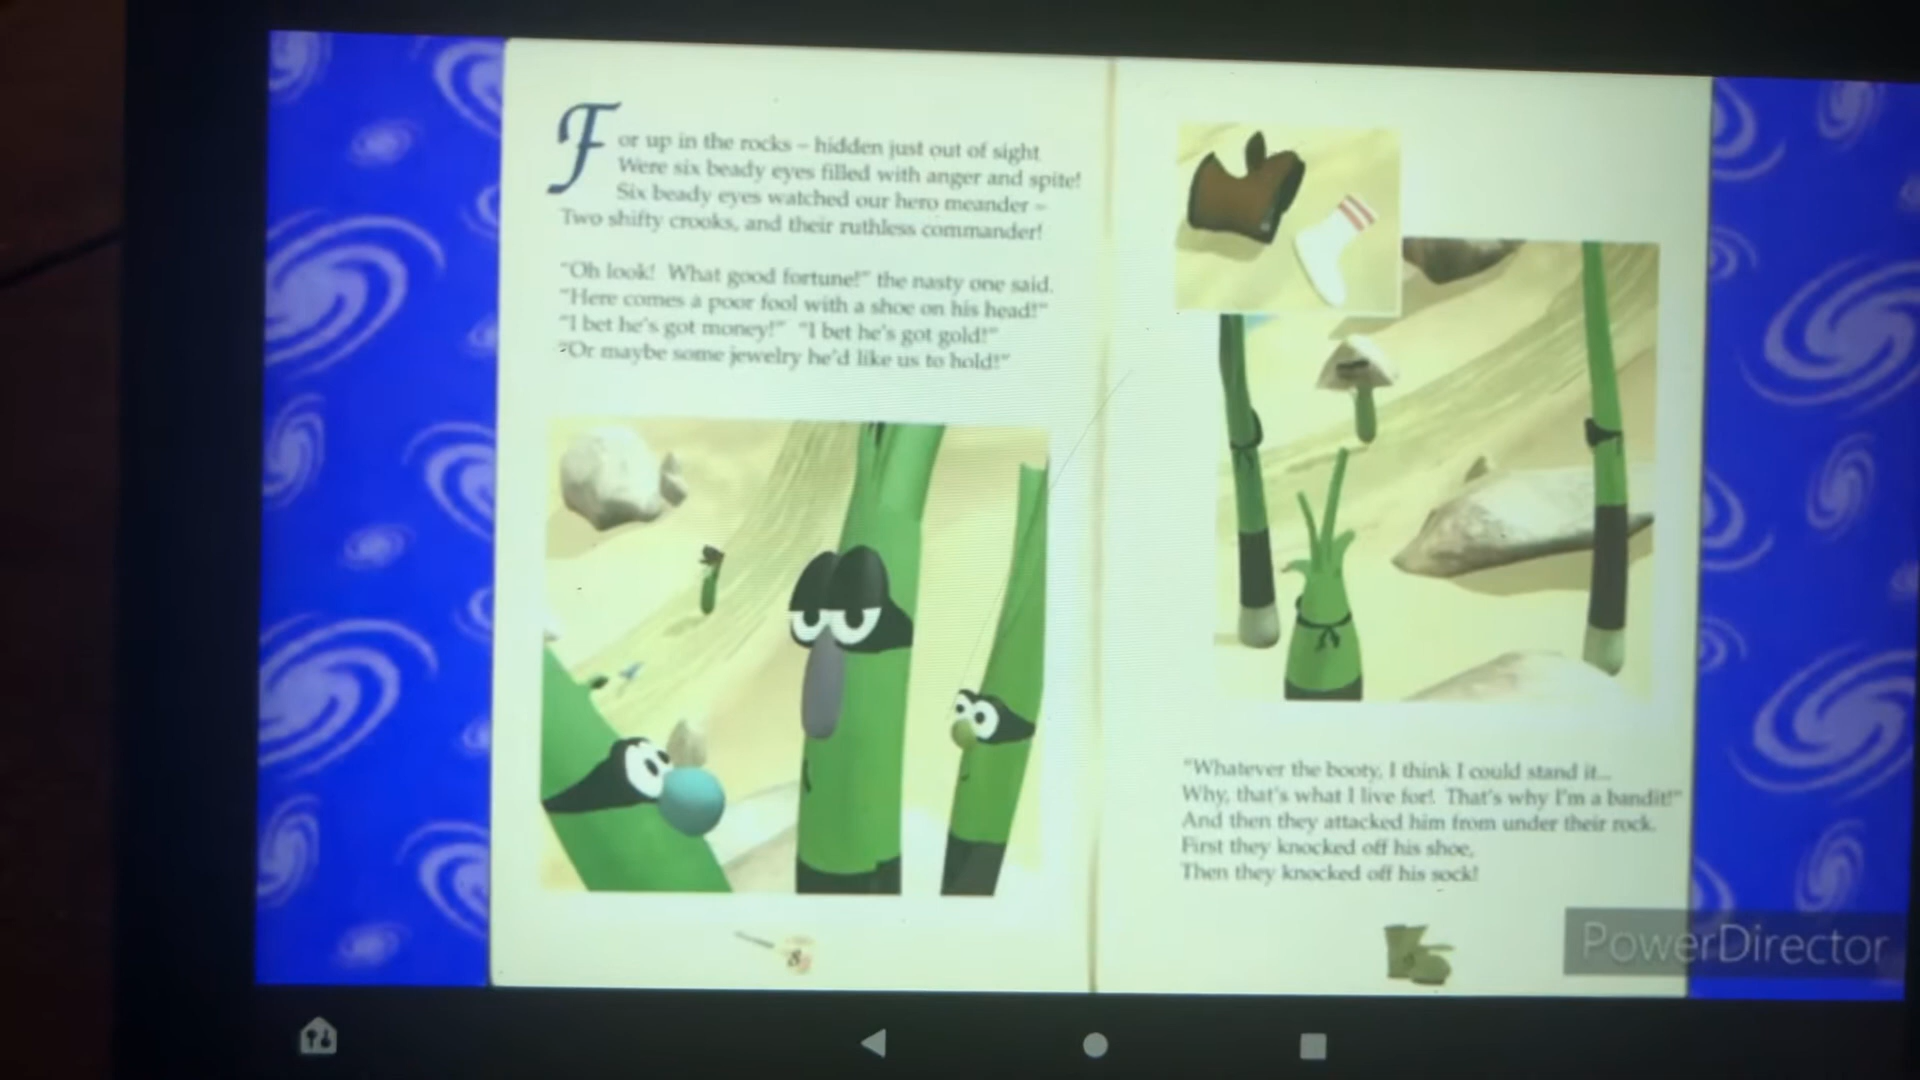 For up in the rocks – hidden just out of sight
Were six beady eyes filled with anger and spite!
Six beady eyes watched our hero meander –
Two shifty crooks, and their ruthless commander!
"Oh look! What good fortune!" the nasty one said.
"Here comes a poor fool with a shoe on his head!"
"I bet he's got money!" "I bet he's got gold!"
"Or maybe some jewelry he'd like us to hold!"
8
"Whatever the booty, I think I could stand it...
Why, that's what I live for! That's why I'm a bandit!"
And then they attacked him from under their rock.
First they knocked off his shoe,
Then they knocked off his sock!
PowerDirector